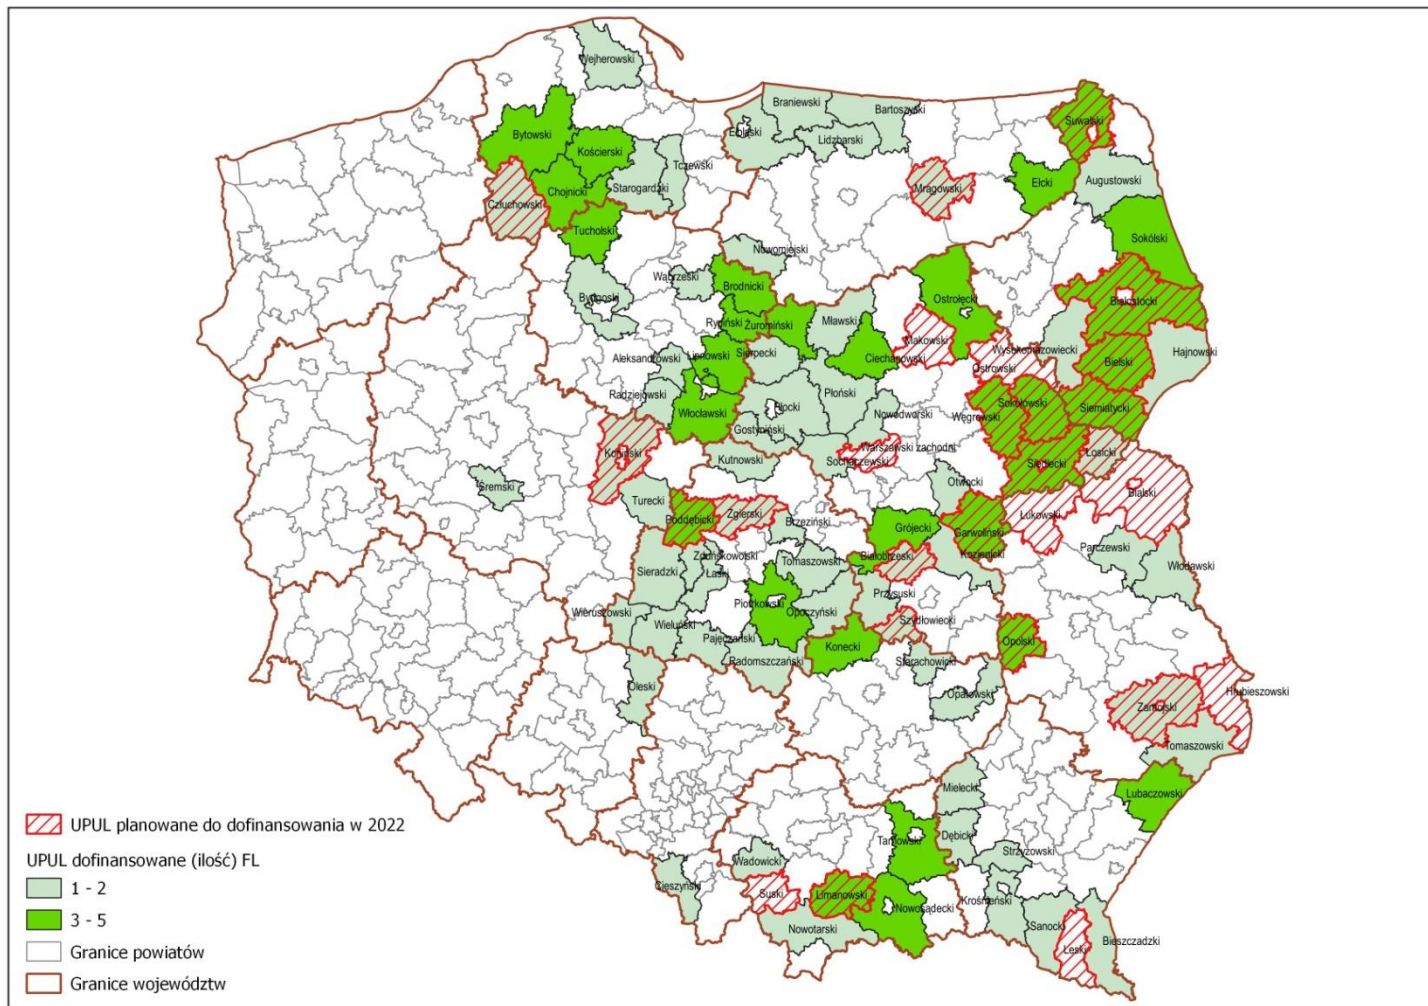 Wejherowski
Braniewski
Bartoszyski
Elbląski
Lidzbarski
Suwalski
Bytowski
Kościerski
Tczewski
Mrągowski
Ełcki
Augustowski
Chojnicki
Starogardzki
Człuchowski
Tucholski
Sokólski
Nowomiejski
Wąbrzeski
Brodnicki
Bydgoski
Ostrołęcki
Białostocki
Rypiński
Żuromiński
Mławski
Makowski
Wysokomazowiecki
Hajnowski
Aleksandrowski
Lipnowski
Sierpecki
Ciechanowski
Ostrowski
Bielski
Radziejowski
Włocławski
Płocki
Płoński
Nowodworski
Węgrowski
Sokołowski
Siemiatycki
Gostyniński
Warszawski zachodni
Koniński
Kutnowski
Sochaczewski
Siedlecki
Łosicki
Śremski
Turecki
Otwocki
Bialski
Poddębicki
Zgierski
Brzeziński
Grójecki
Garwoliński
Łukowski
Zduńskowolski
Białobrzeski
Kozienicki
Parczewski
Sieradzki
Łaski
Tomaszowski
Włodawski
Wieruszowski
Piotrkowski
Opoczyński
Przysuski
Wieluński
Pajęczański
Szydłowiecki
Konecki
Opolski
Radomszczański
Starachowicki
Oleski
Opatowski
Hrubieszowski
Zamojski
Tomaszowski
Mielecki
Lubaczowski
Tarnowski
Dębicki
Wadowicki
Strzyżowski
Cieszyński
Suski
Limanowski
Nowosądecki
Krośnieński
Nowotarski
Sanocki
Leski
Bieszczadzki
UPUL planowane do dofinansowania w 2022
UPUL dofinansowane (ilość) FL
1 - 2
3 - 5
Granice powiatów
Granice województw